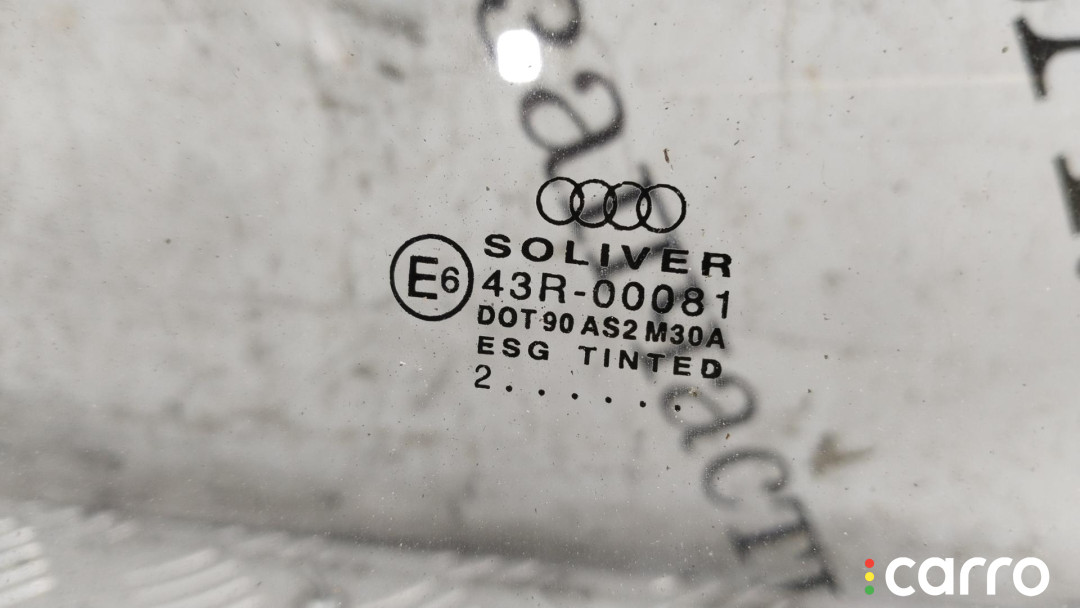 SOLIVER
E6 43R-00081
DOT 90 AS2 M30A
ESG TINTED
2......
carro